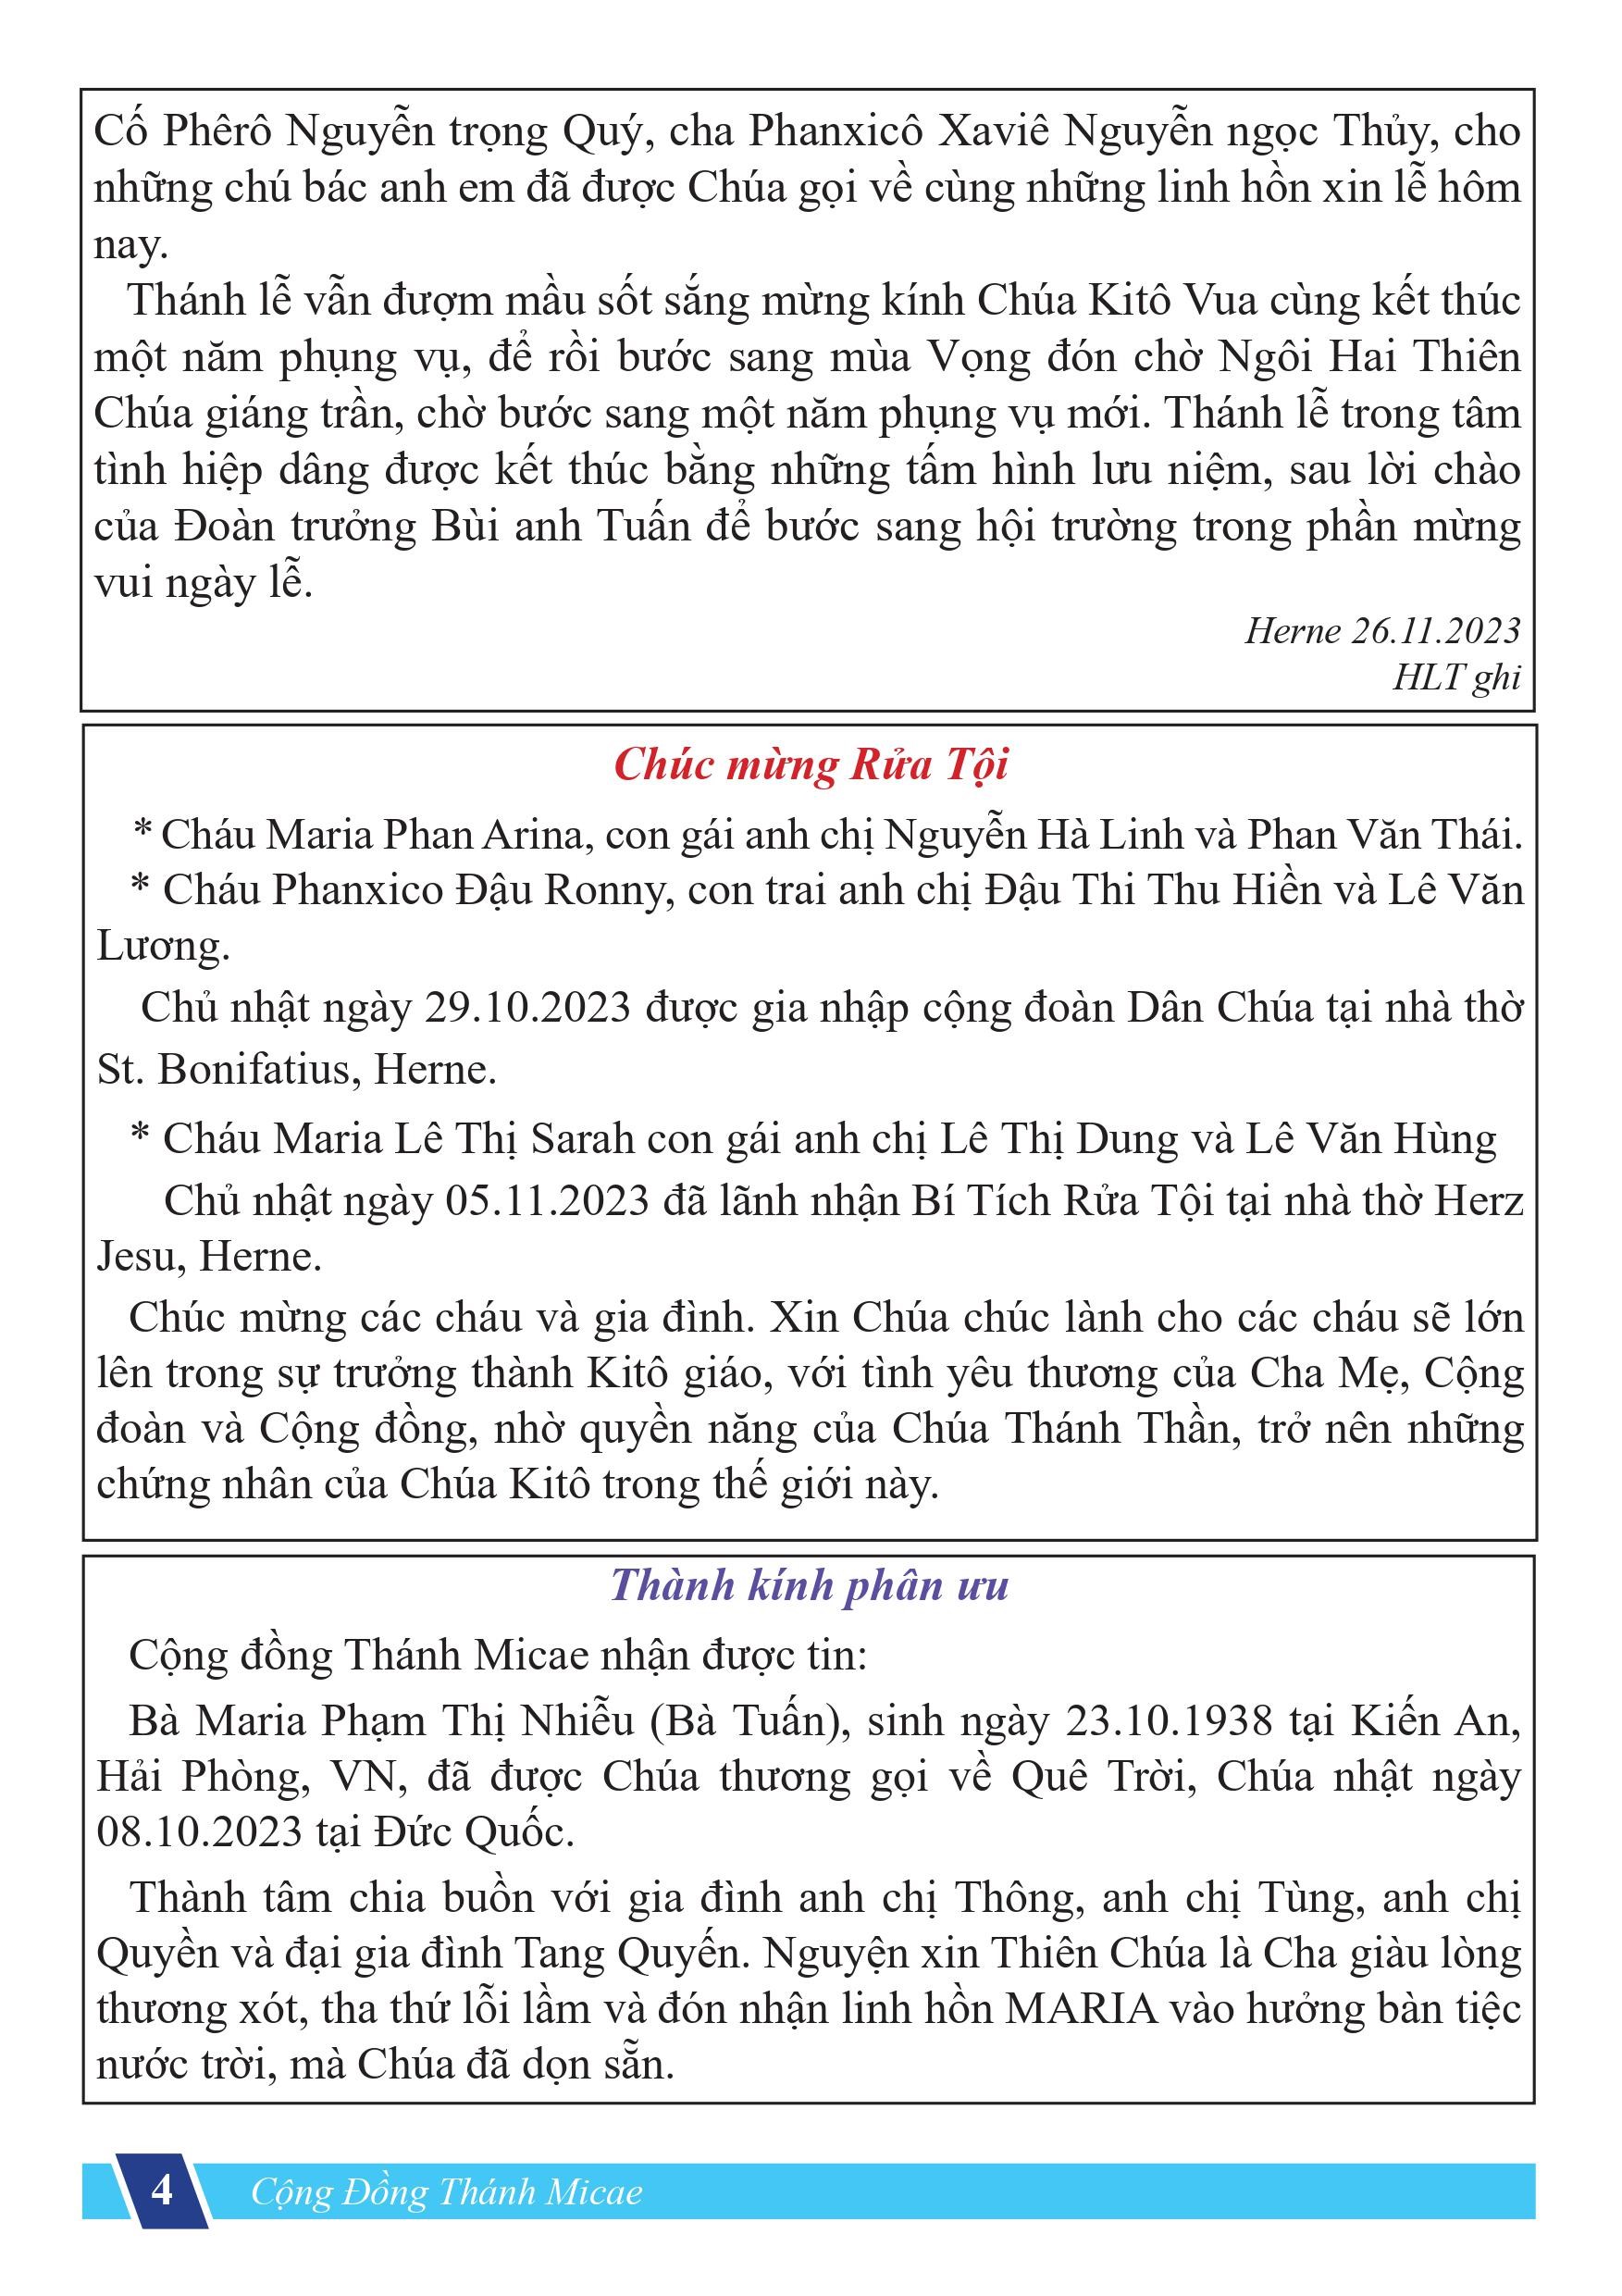 Cố Phêrô Nguyễn trọng Quý, cha Phanxicô Xaviê Nguyễn ngọc Thủy, cho
những chú bác anh em đã được Chúa gọi về cùng những linh hồn xin lễ hôm
nay.
Thánh lễ vẫn đượm mầu sốt sắng mừng kính Chúa Kitô Vua cùng kết thúc
một năm phụng vụ, để rồi bước sang mùa Vọng đón chờ Ngôi Hai Thiên
Chúa giáng trần, chờ bước sang một năm phụng vụ mới. Thánh lễ trong tâm
tình hiệp dâng được kết thúc bằng những tấm hình lưu niệm, sau lời chào
của Đoàn trưởng Bùi anh Tuấn để bước sang hội trường trong phần mừng
vui ngày lễ.
Herne 26.11.2023
HLT ghi
Chúc mừng Rửa Tội
* Cháu Maria Phan Arina, con gái anh chị Nguyễn Hà Linh và Phan Văn Thái.
* Cháu Phanxico Đậu Ronny, con trai anh chị Đậu Thi Thu Hiền và Lê Văn
Lương.
Chủ nhật ngày 29.10.2023 được gia nhập cộng đoàn Dân Chúa tại nhà thờ
St. Bonifatius, Herne.
* Cháu Maria Lê Thị Sarah con gái anh chị Lê Thị Dung và Lê Văn Hùng
Chủ nhật ngày 05.11.2023 đã lãnh nhận Bí Tích Rửa Tội tại nhà thờ Herz
Jesu, Herne.
Chúc mừng các cháu và gia đình. Xin Chúa chúc lành cho các cháu sẽ lớn
lên trong sự trưởng thành Kitô giáo, với tình yêu thương của Cha Mẹ, Cộng
đoàn và Cộng đồng, nhờ quyền năng của Chúa Thánh Thần, trở nên những
chứng nhân của Chúa Kitô trong thế giới này.
Thành kính phân ưu
Cộng đồng Thánh Micae nhận được tin:
Bà Maria Phạm Thị Nhiễu (Bà Tuấn), sinh ngày 23.10.1938 tại Kiến An,
Hải Phòng, VN, đã được Chúa thương gọi về Quê Trời, Chúa nhật ngày
08.10.2023 tại Đức Quốc.
Thành tâm chia buồn với gia đình anh chị Thông, anh chị Tùng, anh chị
Quyền và đại gia đình Tang Quyến. Nguyện xin Thiên Chúa là Cha giàu lòng
thương xót, tha thứ lỗi lầm và đón nhận linh hồn MARIA vào hưởng bàn tiệc
nước trời, mà Chúa đã dọn sẵn.
4 Cộng Đồng Thánh Micae